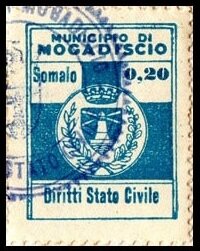 MUNICIPIO DI
MOGADISCIO
Somalo 0,20
Diritti Stato Civile